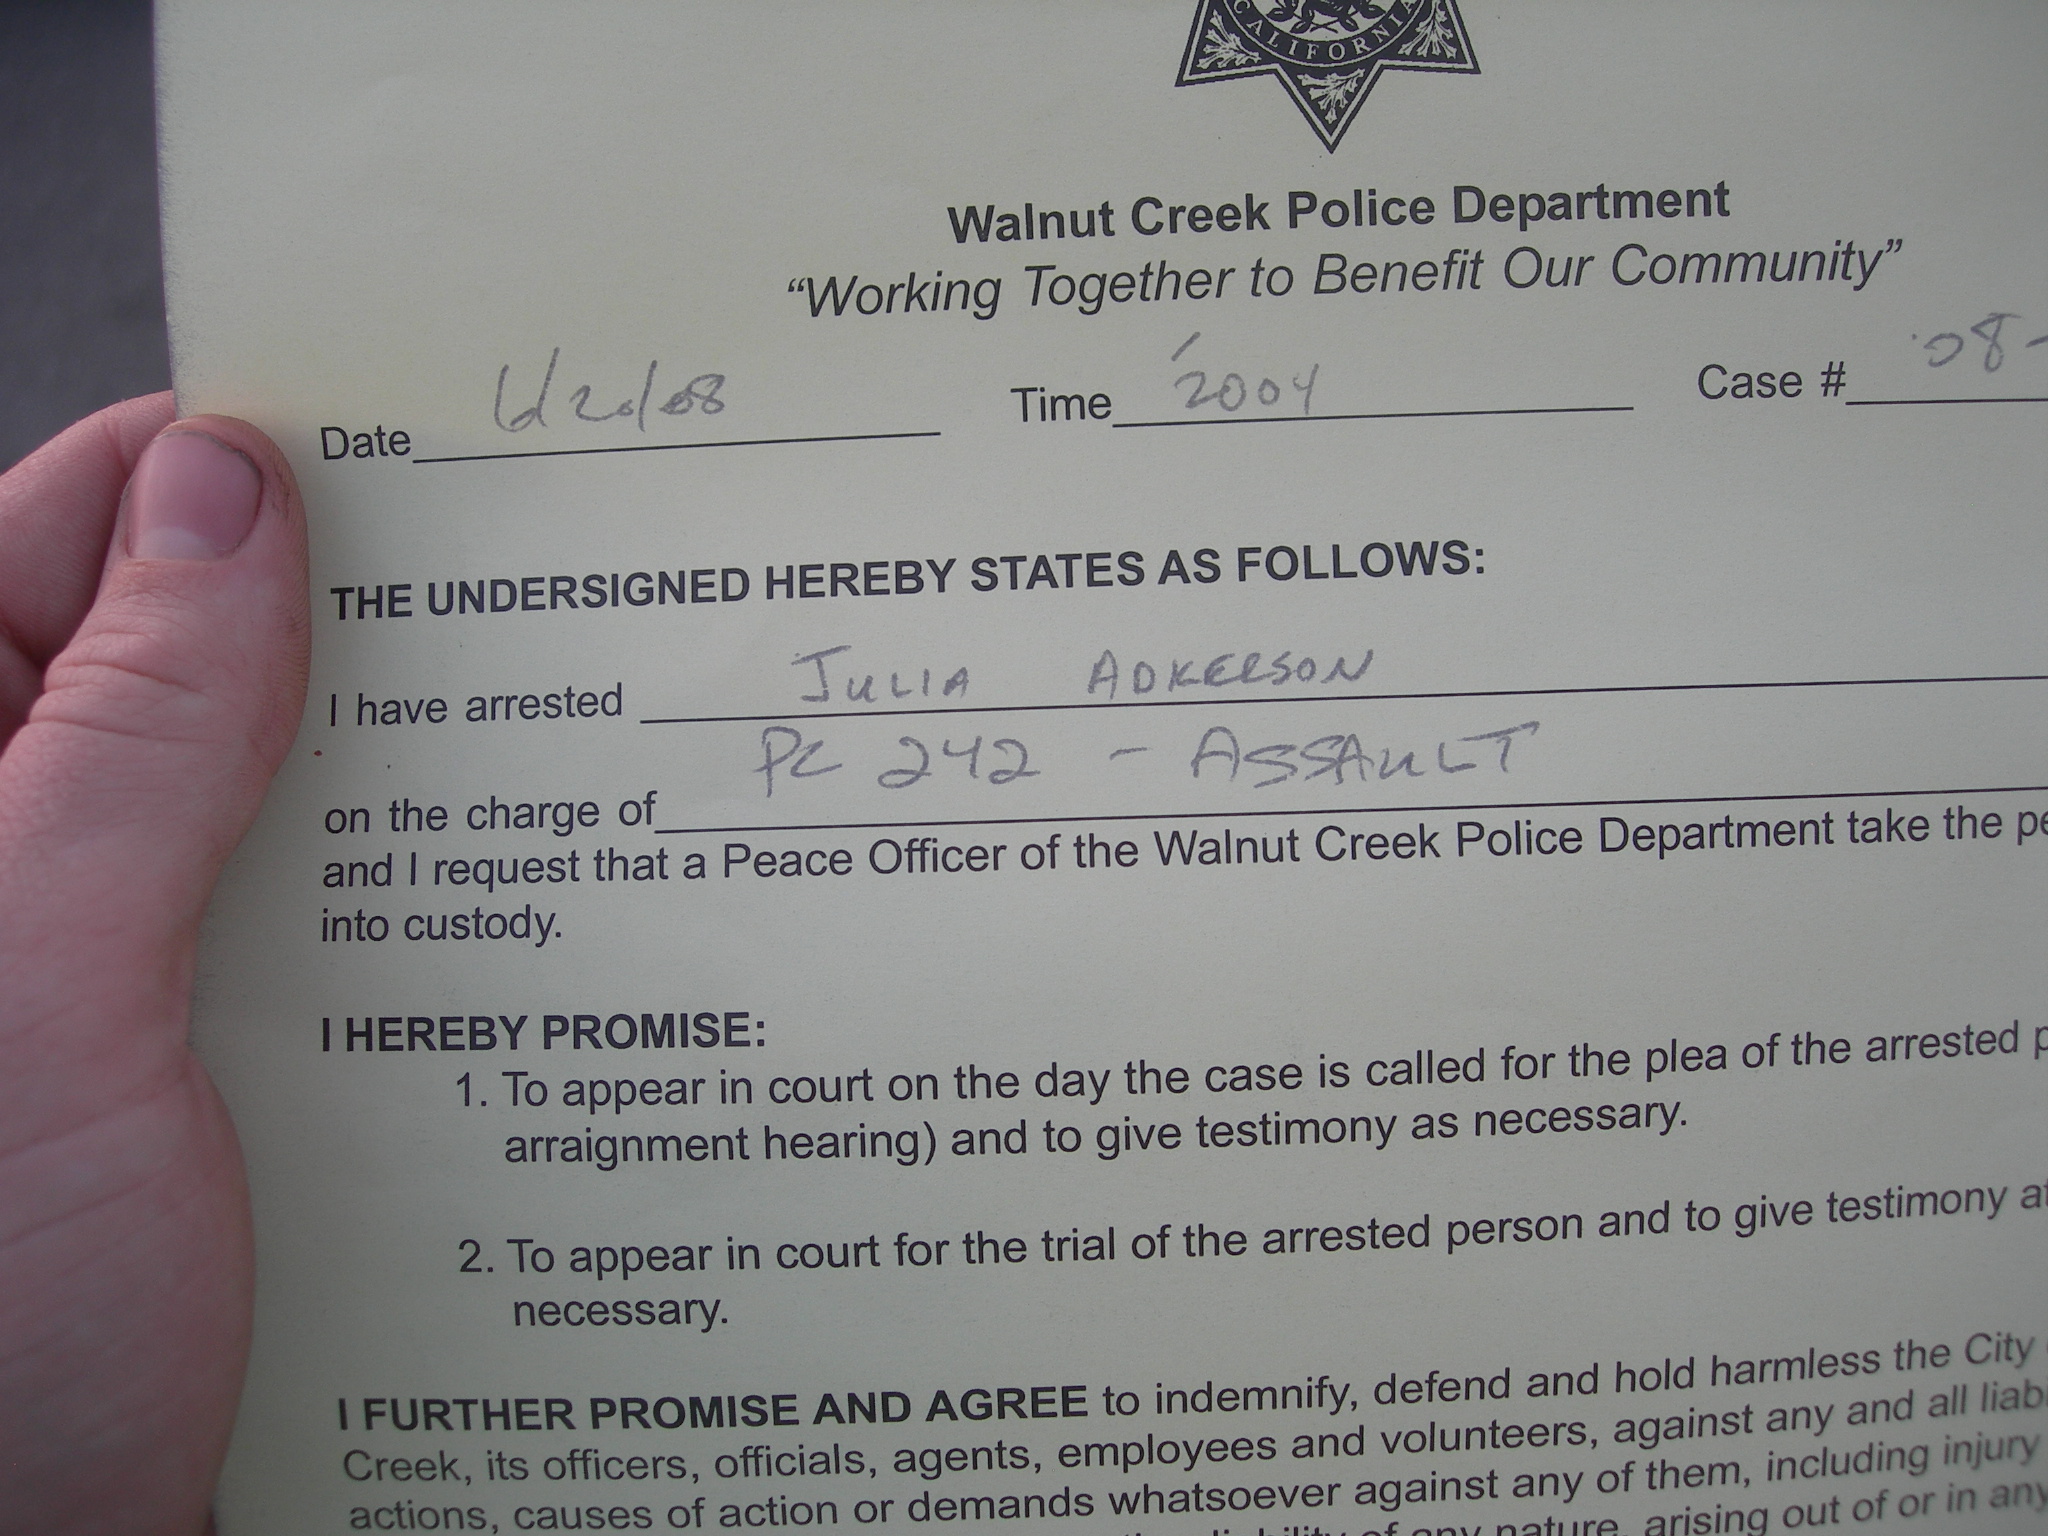 CALIFORNIA
Walnut Creek Police Department
“Working Together to Benefit Our Community”
Date 6/20/08 Time 2004 Case # 08-
THE UNDERSIGNED HEREBY STATES AS FOLLOWS:
I have arrested JULIA ADKERSON
on the charge of PC 242 - ASSAULT
and I request that a Peace Officer of the Walnut Creek Police Department take the pe
into custody.
I HEREBY PROMISE:
1. To appear in court on the day the case is called for the plea of the arrested p
arraignment hearing) and to give testimony as necessary.
2. To appear in court for the trial of the arrested person and to give testimony at
necessary.
I FURTHER PROMISE AND AGREE to indemnify, defend and hold harmless the City
Creek, its officers, officials, agents, employees and volunteers, against any and all liabi
actions, causes of action or demands whatsoever against any of them, including injury
of any nature, arising out of or in any